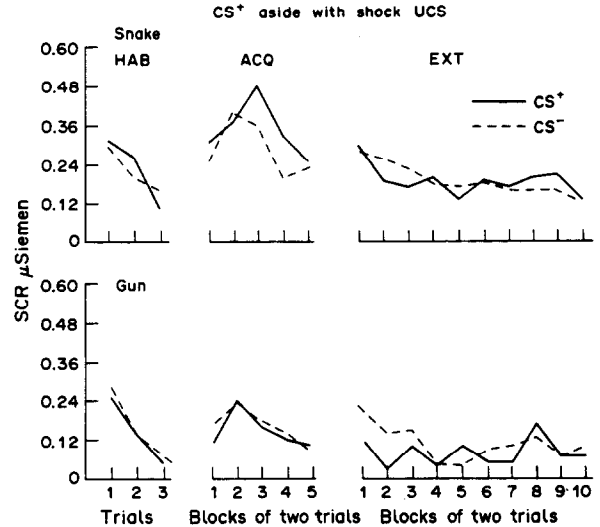 CS⁺ aside with shock UCS
Snake
HAB ACQ EXT
0.60
0.48
0.36
0.24
0.12
0
CS⁺
CS⁻
SCR µSiemen
Gun
0.60
0.48
0.36
0.24
0.12
0
1 2 3 1 2 3 4 5 1 2 3 4 5 6 7 8 9 10
Trials Blocks of two trials Blocks of two trials